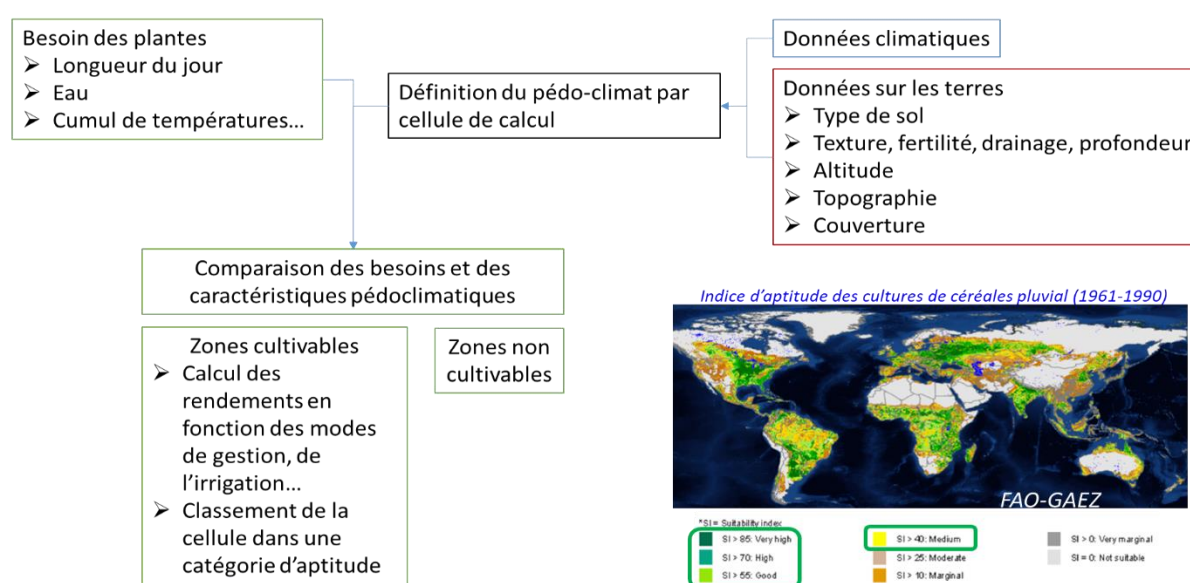 Besoin des plantes
➢ Longueur du jour
➢ Eau
➢ Cumul de températures...
Définition du pédo-climat par
cellule de calcul
Données climatiques
Données sur les terres
➢ Type de sol
➢ Texture, fertilité, drainage, profondeur
➢ Altitude
➢ Topographie
➢ Couverture
Comparaison des besoins et des
caractéristiques pédoclimatiques
Zones cultivables
➢ Calcul des
rendements en
fonction des modes
de gestion, de
l'irrigation...
➢ Classement de la
cellule dans une
catégorie d'aptitude
Zones non
cultivables
Indice d'aptitude des cultures de céréales pluvial (1961-1990)
FAO-GAEZ
*SI = Suitability index
SI > 85: Very high
SI > 70: High
SI > 55: Good
SI > 40: Medium
SI > 25: Moderate
SI > 10: Marginal
SI > 0: Very marginal
SI = 0: Not suitable